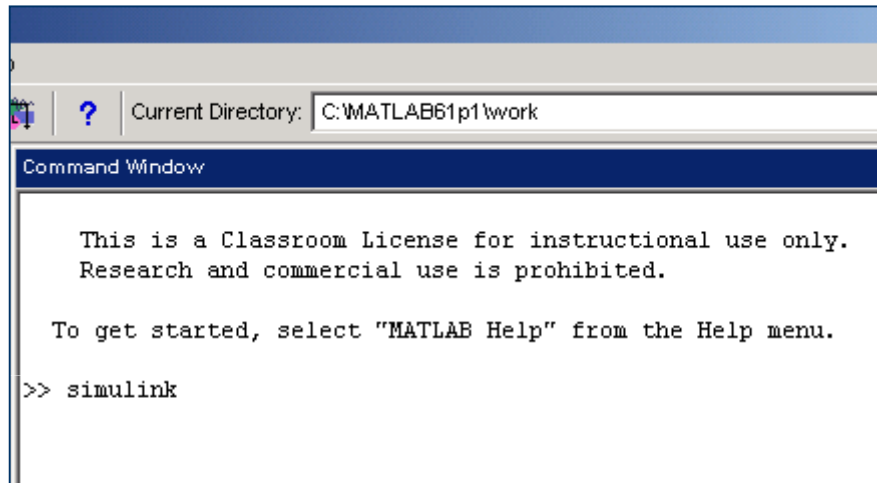 ? Current Directory: C:\MATLAB61p1\work
Command Window
This is a Classroom License for instructional use only.
Research and commercial use is prohibited.
To get started, select "MATLAB Help" from the Help menu.
>> simulink